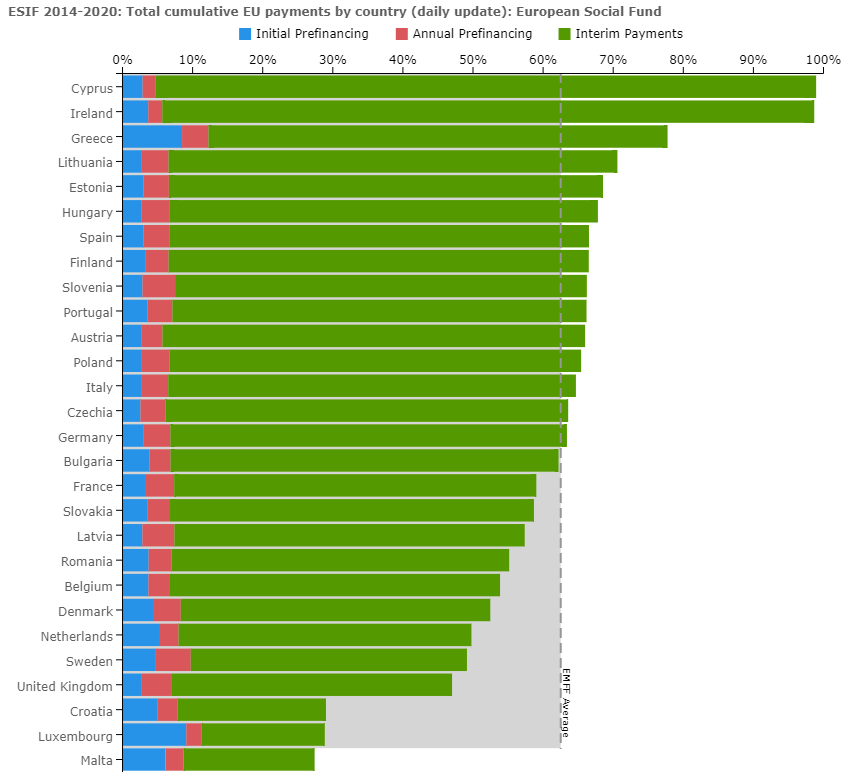 ESIF 2014-2020: Total cumulative EU payments by country (daily update): European Social Fund
Initial Prefinancing Annual Prefinancing Interim Payments
0% 10% 20% 30% 40% 50% 60% 70% 80% 90% 100%
Cyprus
Ireland
Greece
Lithuania
Estonia
Hungary
Spain
Finland
Slovenia
Portugal
Austria
Poland
Italy
Czechia
Germany
Bulgaria
France
Slovakia
Latvia
Romania
Belgium
Denmark
Netherlands
Sweden
United Kingdom
Croatia
Luxembourg
Malta
EMFF Average